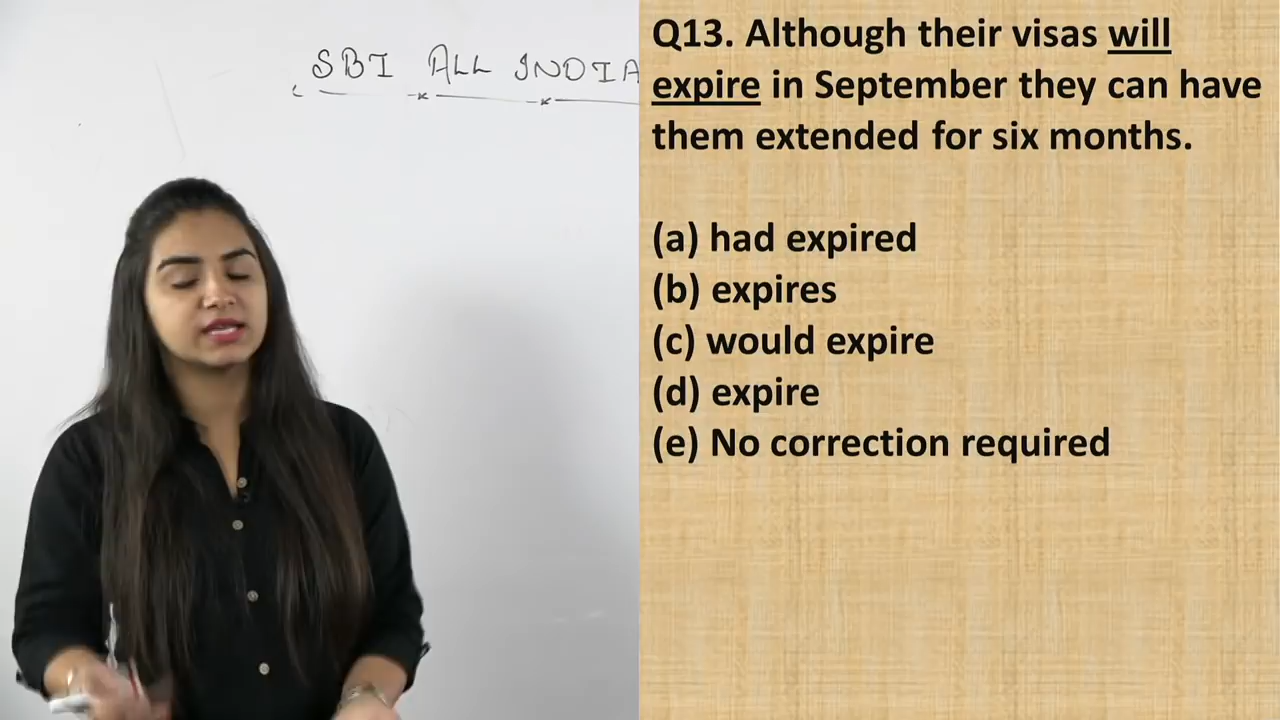 SBI ALL INDIA
Q13. Although their visas will
expire in September they can have
them extended for six months.
(a) had expired
(b) expires
(c) would expire
(d) expire
(e) No correction required